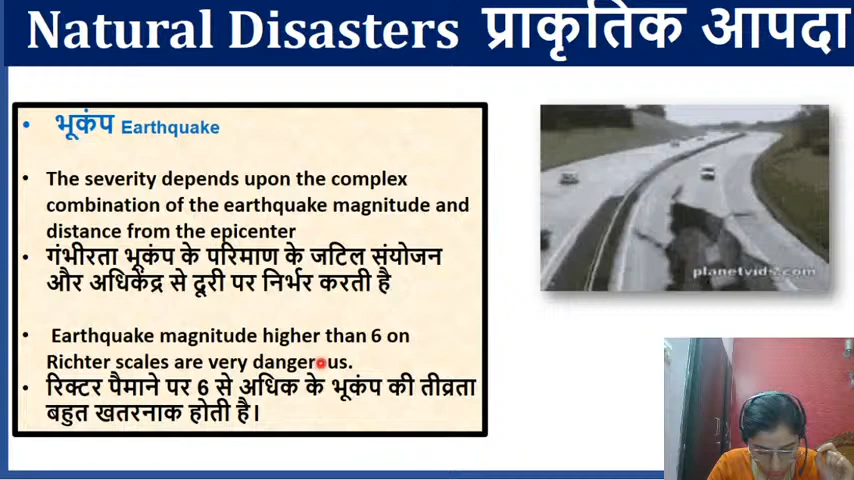 Natural Disasters प्राकृतिक आपदा
• भूकंप Earthquake
• The severity depends upon the complex
combination of the earthquake magnitude and
distance from the epicenter
• गंभीरता भूकंप के परिमाण के जटिल संयोजन
और अधिकेंद्र से दूरी पर निर्भर करती है
• Earthquake magnitude higher than 6 on
Richter scales are very dangerous.
• रिक्टर पैमाने पर 6 से अधिक के भूकंप की तीव्रता
बहुत खतरनाक होती है।
planetvids.com